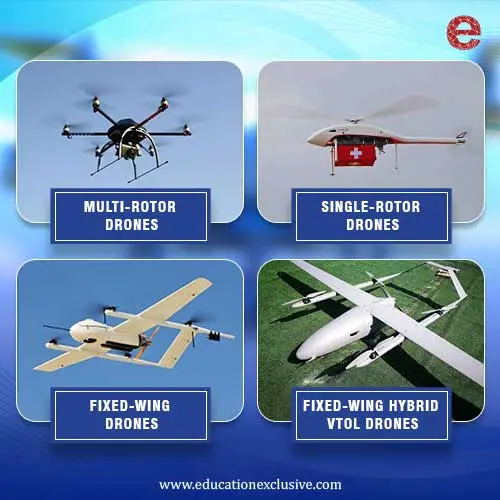 e
MULTI-ROTOR
DRONES
SINGLE-ROTOR
DRONES
FIXED-WING
DRONES
FIXED-WING HYBRID
VTOL DRONES
www.educationexclusive.com